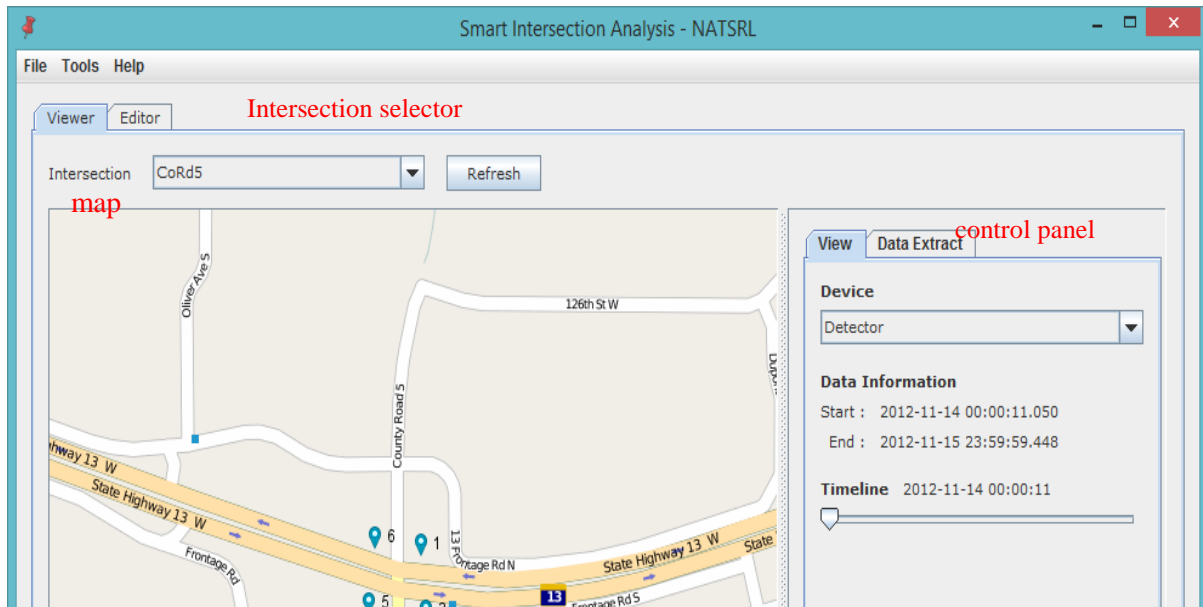 Smart Intersection Analysis - NATSRL
File Tools Help
Viewer Editor
Intersection selector
Intersection CoRd5 Refresh
map
control panel
View Data Extract
Device
Detector
Data Information
Start : 2012-11-14 00:00:11.050
End : 2012-11-15 23:59:59.448
Timeline 2012-11-14 00:00:11
Oliver Ave S
126th St W
County Road 5
hway 13 W
State Highway 13 W
Frontage Rd
6
1
13 Frontage Rd N
State Highway 13 W
State
5
13
Frontage Rd S